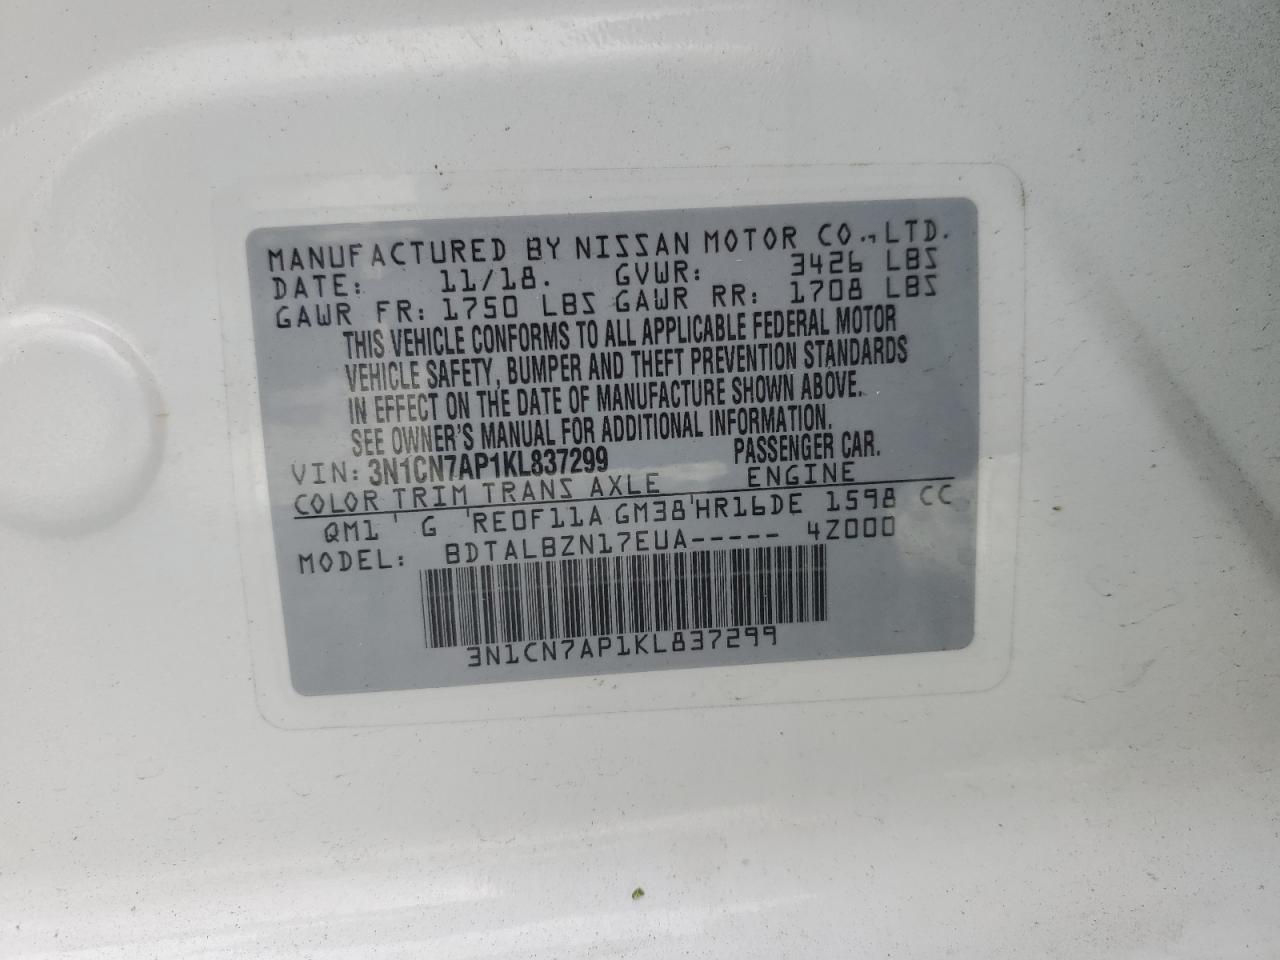 MANUFACTURED BY NISSAN MOTOR CO., LTD.
DATE: 11/18. GVWR: 3426 LBS
GAWR FR: 1750 LBS GAWR RR: 1708 LBS
THIS VEHICLE CONFORMS TO ALL APPLICABLE FEDERAL MOTOR
VEHICLE SAFETY, BUMPER AND THEFT PREVENTION STANDARDS
IN EFFECT ON THE DATE OF MANUFACTURE SHOWN ABOVE.
SEE OWNER'S MANUAL FOR ADDITIONAL INFORMATION.
VIN: 3N1CN7AP1KL837299 PASSENGER CAR.
COLOR TRIM TRANS AXLE ENGINE
QM1 ' G 'RE0F11A GM38'HR16DE 1598 CC
MODEL: BDTALBZN17EUA----- 4Z000
3N1CN7AP1KL837299